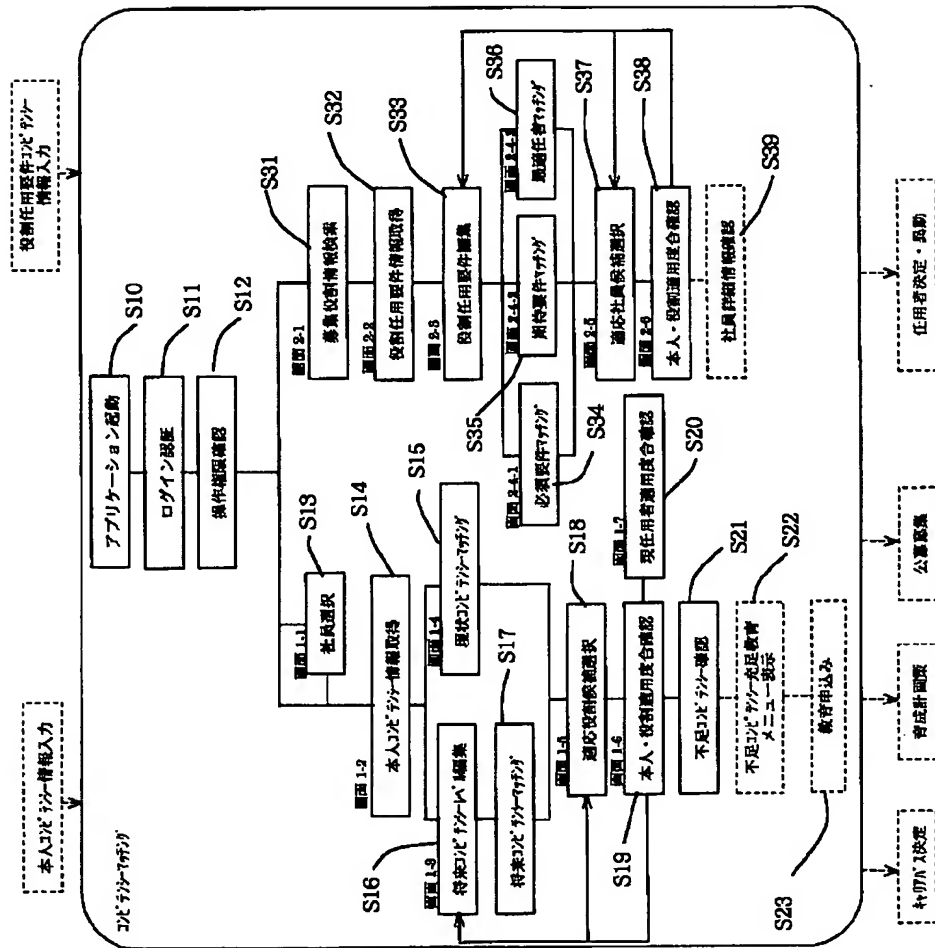 本人ｺﾝﾋﾟﾃﾝｼｰ情報入力
役割任用要件ｺﾝﾋﾟﾃﾝｼｰ
情報入力
ｺﾝﾋﾟﾃﾝｼｰﾏｯﾁﾝｸﾞ
アプリケーション起動
S10
ログイン認証
S11
操作権限確認
S12
画面 1-1
社員選択
S13
画面 1-2
本人ｺﾝﾋﾟﾃﾝｼｰ情報取得
S14
画面 1-4
現状ｺﾝﾋﾟﾃﾝｼｰﾏｯﾁﾝｸﾞ
S15
画面 1-3
将来ｺﾝﾋﾟﾃﾝｼｰﾚﾍﾞﾙ編集
S16
将来ｺﾝﾋﾟﾃﾝｼｰﾏｯﾁﾝｸﾞ
S17
画面 1-5
適応役割候補選択
S18
画面 1-6
本人・役割適用度合確認
S19
画面 1-7
現任用者適用度合確認
S20
不足ｺﾝﾋﾟﾃﾝｼｰ確認
S21
不足ｺﾝﾋﾟﾃﾝｼｰ充足教育
メニュー表示
S22
教育申込み
S23
画面 2-1
募集役割情報検索
S31
画面 2-2
役割任用要件情報取得
S32
画面 2-3
役割任用要件編集
S33
画面 2-4-1
必須要件ﾏｯﾁﾝｸﾞ
S34
画面 2-4-2
期待要件ﾏｯﾁﾝｸﾞ
S35
画面 2-4-3
最適任者ﾏｯﾁﾝｸﾞ
S36
画面 2-5
適応社員候補選択
S37
画面 2-6
本人・役割適用度合確認
S38
社員詳細情報確認
S39
ｷｬﾘｱﾊﾟｽ決定
育成計画策
公募募集
任用者決定・異動